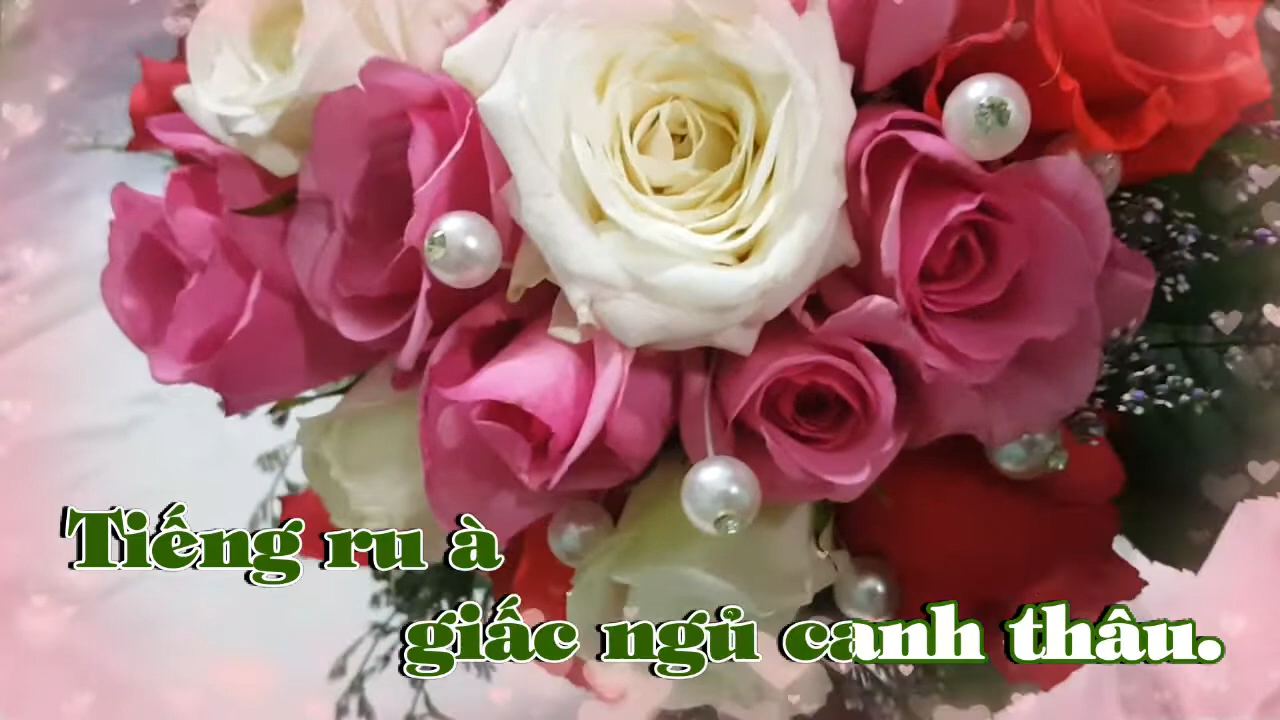 Tiếng ru à
giấc ngủ canh thâu.